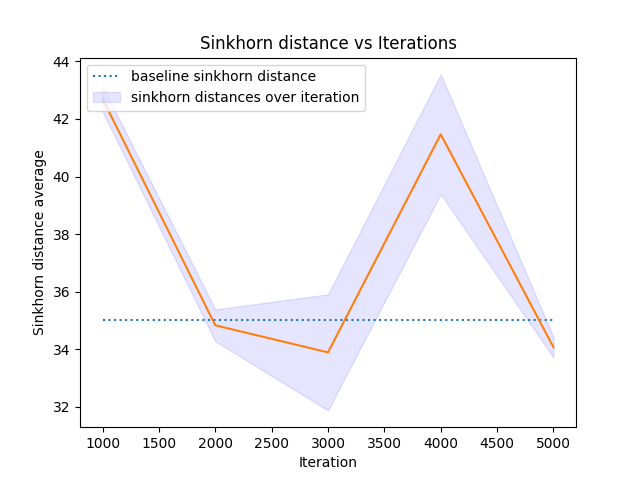 Sinkhorn distance vs Iterations
baseline sinkhorn distance
sinkhorn distances over iteration
Sinkhorn distance average
44
42
40
38
36
34
32
1000 1500 2000 2500 3000 3500 4000 4500 5000
Iteration